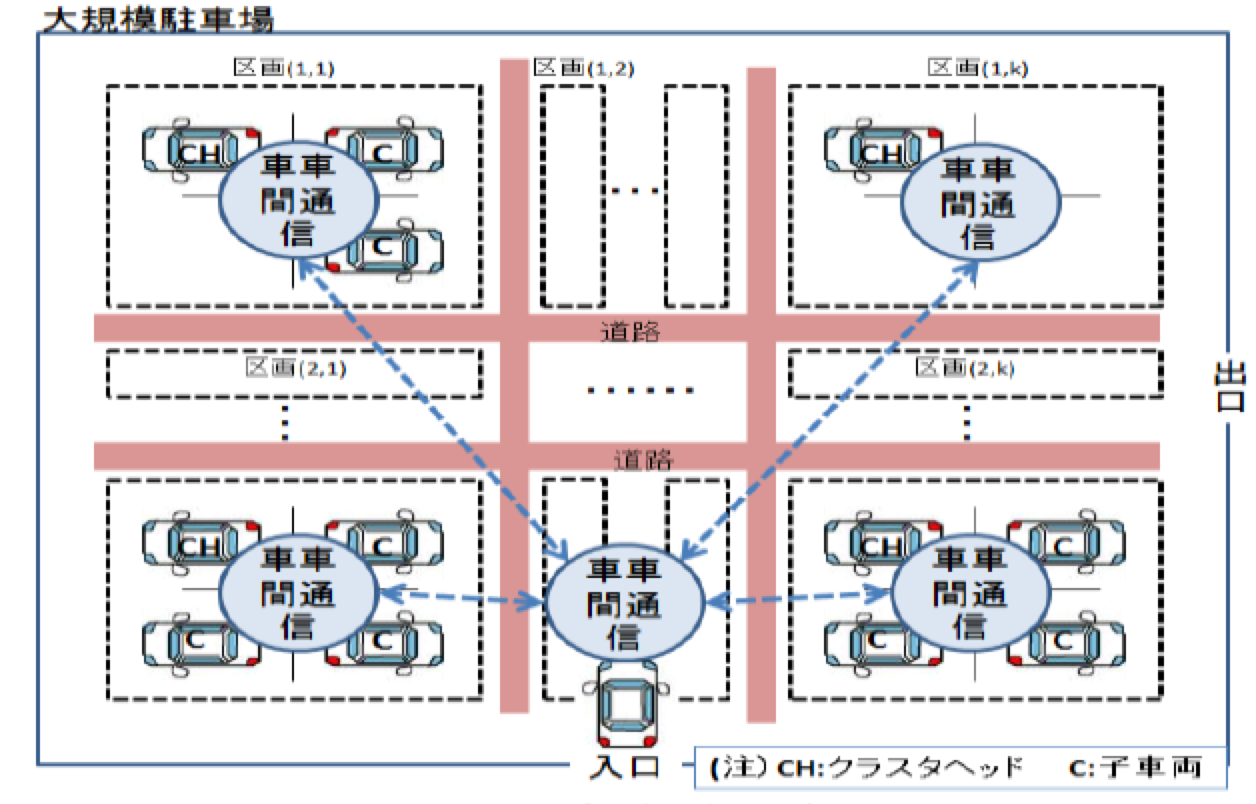 大規模駐車場
区画(1,1)
区画(1,2)
区画(1,k)
CH
C
車車
間通
信
C
・・・
CH
車車
間通
信
道路
区画(2,1)
・・・・・・
区画(2,k)
出
口
道路
CH
C
車車
間通
信
C
C
車車
間通
信
CH
C
車車
間通
信
C
C
入口
(注) CH:クラスタヘッド C:子車両